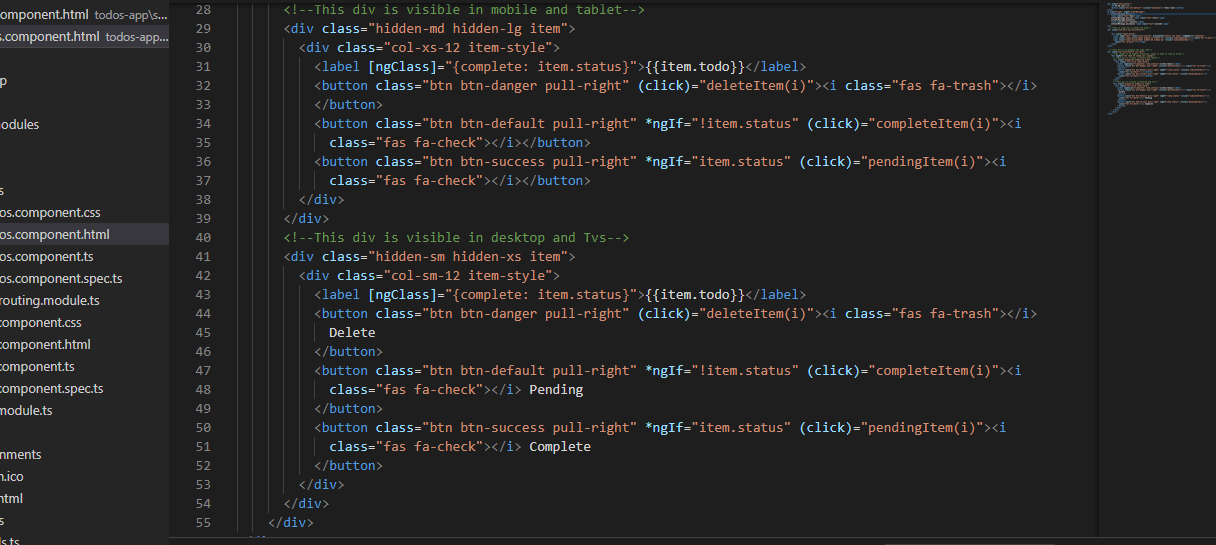 component.html todos-app\s...
s.component.html todos-app...
p
odules
s
os.component.css
os.component.html
os.component.ts
os.component.spec.ts
routing.module.ts
component.css
component.html
component.ts
component.spec.ts
module.ts
nments
n.ico
html
s
ls.ts
28 <!--This div is visible in mobile and tablet-->
29 <div class="hidden-md hidden-lg item">
30 <div class="col-xs-12 item-style">
31 <label [ngClass]="{complete: item.status}">{{item.todo}}</label>
32 <button class="btn btn-danger pull-right" (click)="deleteItem(i)"><i class="fas fa-trash"></i>
33 </button>
34 <button class="btn btn-default pull-right" *ngIf="!item.status" (click)="completeItem(i)"><i
35 class="fas fa-check"></i></button>
36 <button class="btn btn-success pull-right" *ngIf="item.status" (click)="pendingItem(i)"><i
37 class="fas fa-check"></i></button>
38 </div>
39 </div>
40 <!--This div is visible in desktop and Tvs-->
41 <div class="hidden-sm hidden-xs item">
42 <div class="col-sm-12 item-style">
43 <label [ngClass]="{complete: item.status}">{{item.todo}}</label>
44 <button class="btn btn-danger pull-right" (click)="deleteItem(i)"><i class="fas fa-trash"></i>
45 Delete
46 </button>
47 <button class="btn btn-default pull-right" *ngIf="!item.status" (click)="completeItem(i)"><i
48 class="fas fa-check"></i> Pending
49 </button>
50 <button class="btn btn-success pull-right" *ngIf="item.status" (click)="pendingItem(i)"><i
51 class="fas fa-check"></i> Complete
52 </button>
53 </div>
54 </div>
55 </div>